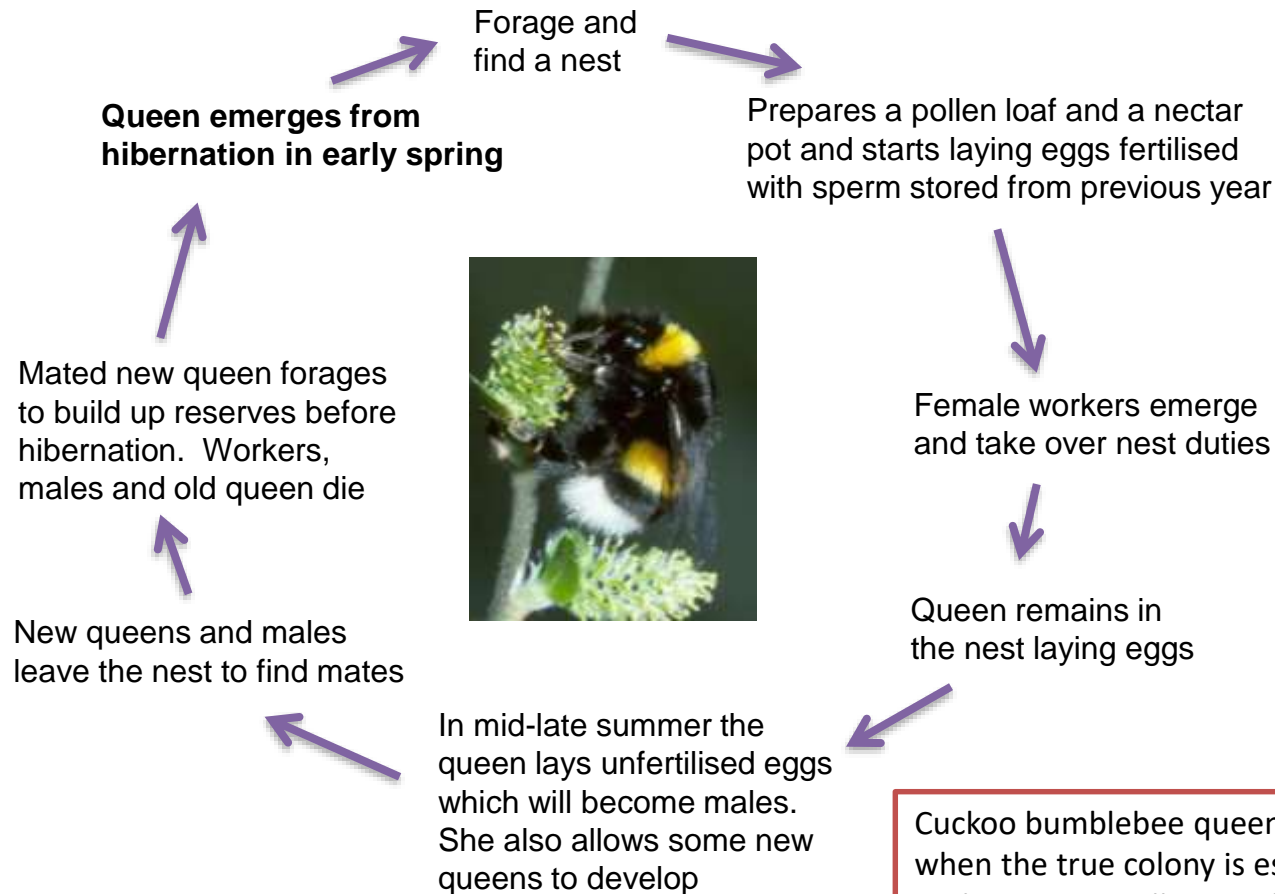 Forage and
find a nest
Queen emerges from
hibernation in early spring
Prepares a pollen loaf and a nectar
pot and starts laying eggs fertilised
with sperm stored from previous year
Mated new queen forages
to build up reserves before
hibernation.  Workers,
males and old queen die
Female workers emerge
and take over nest duties
New queens and males
leave the nest to find mates
Queen remains in
the nest laying eggs
In mid-late summer the
queen lays unfertilised eggs
which will become males.
She also allows some new
queens to develop
Cuckoo bumblebee queen
when the true colony is